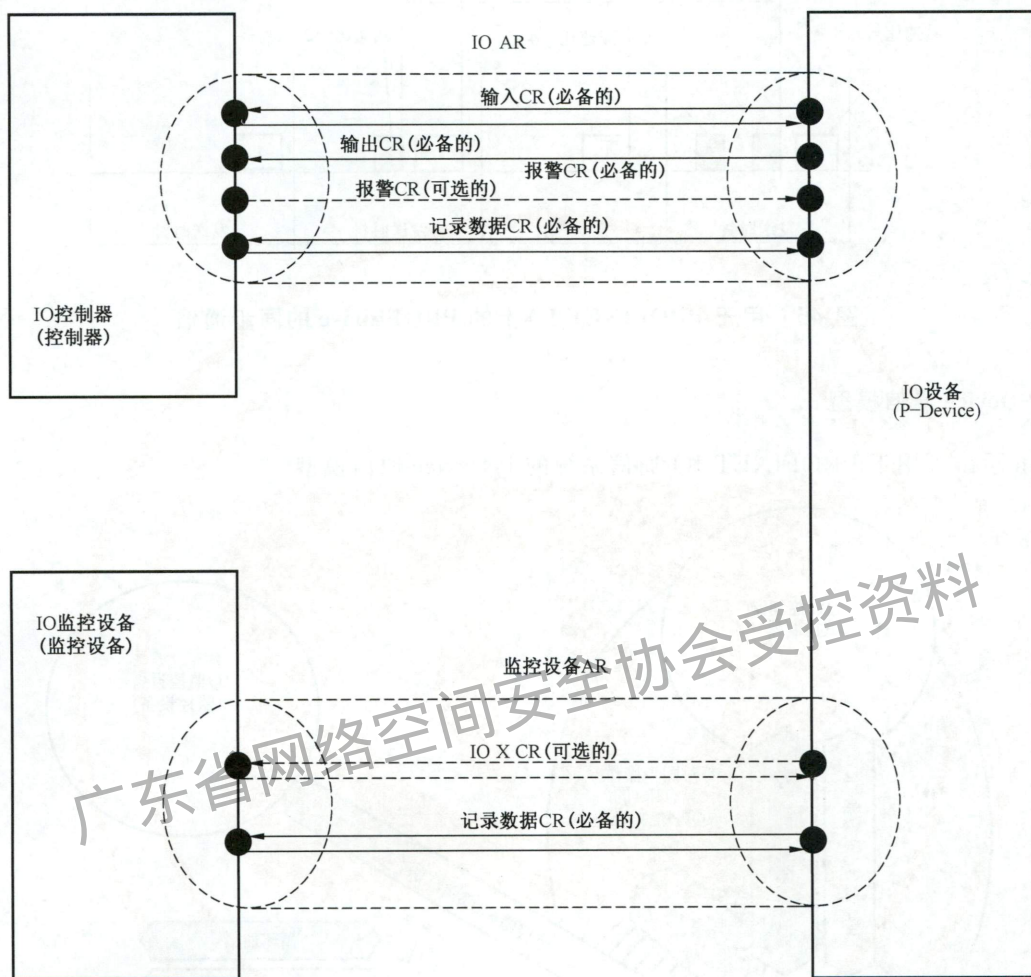 IO AR
输入CR(必备的)
输出CR(必备的)
报警CR(必备的)
报警CR(可选的)
记录数据CR(必备的)
IO控制器
(控制器)
IO设备
(P-Device)
IO监控设备
(监控设备)
监控设备AR
IO X CR(可选的)
记录数据CR(必备的)
广东省网络空间安全协会受控资料